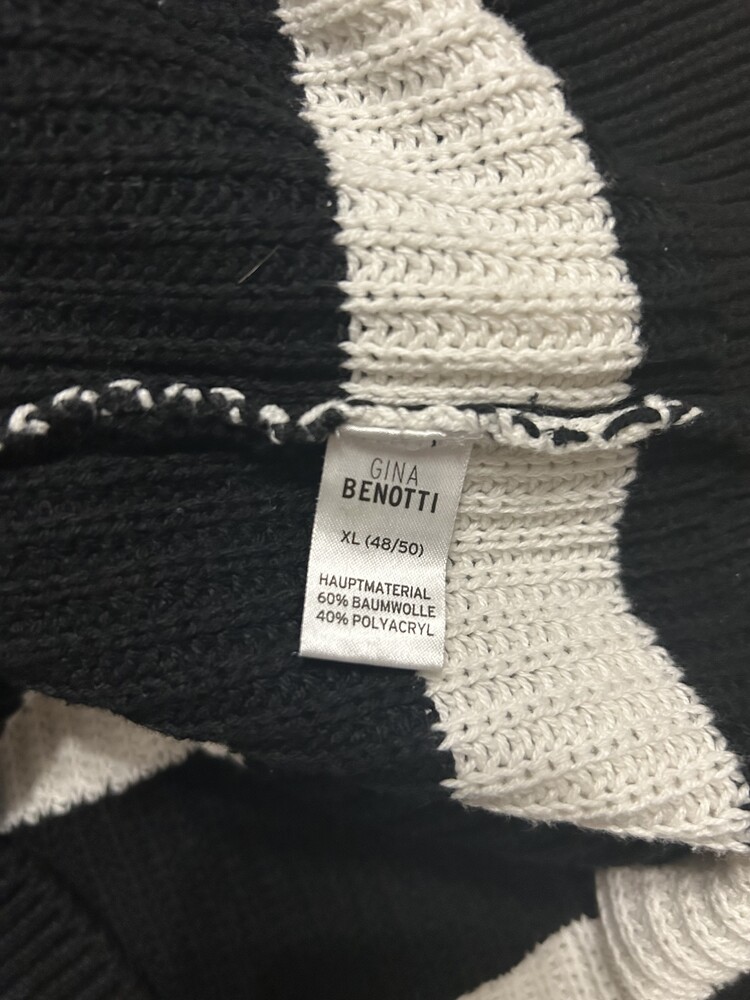 GINA
BENOTTI
XL (48/50)
HAUPTMATERIAL
60% BAUMWOLLE
40% POLYACRYL